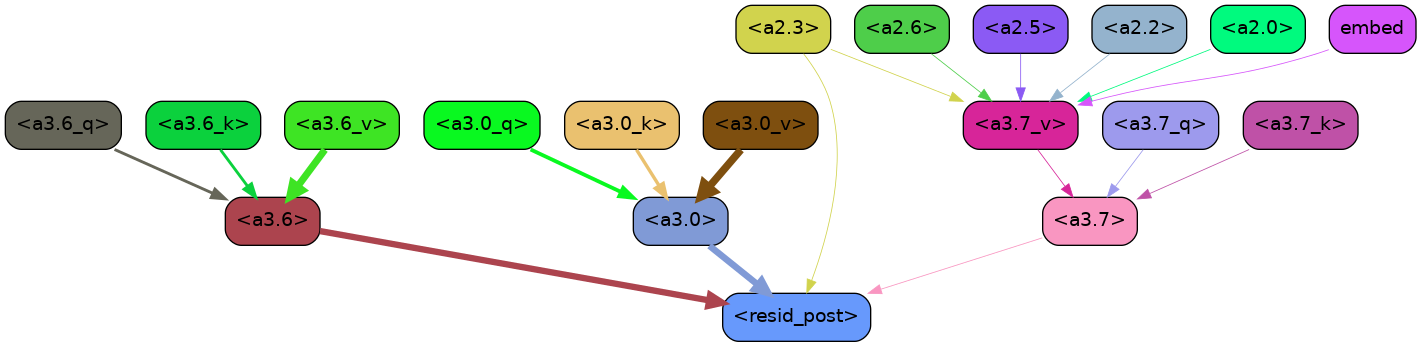 <a2.3> <a2.6> <a2.5> <a2.2> <a2.0> embed
<a3.6_q> <a3.6_k> <a3.6_v> <a3.0_q> <a3.0_k> <a3.0_v> <a3.7_v> <a3.7_q> <a3.7_k>
<a3.6> <a3.0> <a3.7>
<resid_post>